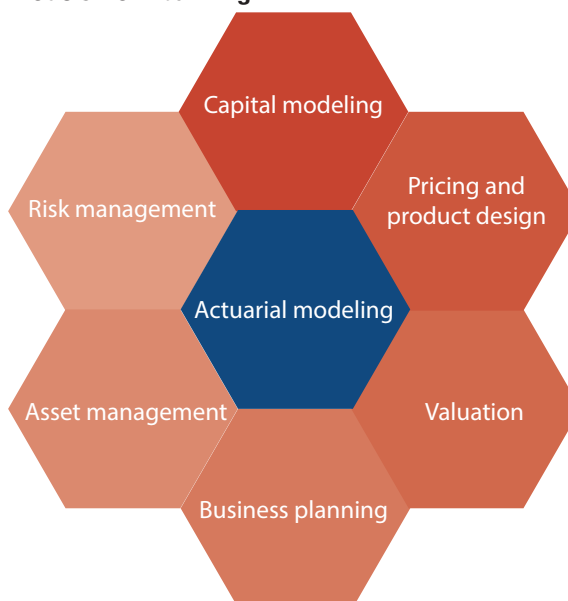 Capital modeling
Pricing and
product design
Risk management
Actuarial modeling
Asset management
Valuation
Business planning